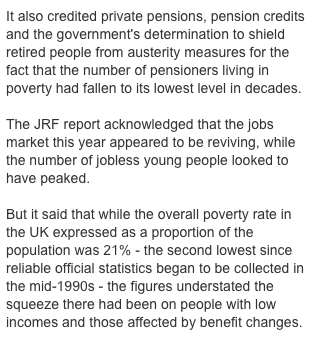 It also credited private pensions, pension credits
and the government's determination to shield
retired people from austerity measures for the
fact that the number of pensioners living in
poverty had fallen to its lowest level in decades.
The JRF report acknowledged that the jobs
market this year appeared to be reviving, while
the number of jobless young people looked to
have peaked.
But it said that while the overall poverty rate in
the UK expressed as a proportion of the
population was 21% - the second lowest since
reliable official statistics began to be collected in
the mid-1990s - the figures understated the
squeeze there had been on people with low
incomes and those affected by benefit changes.